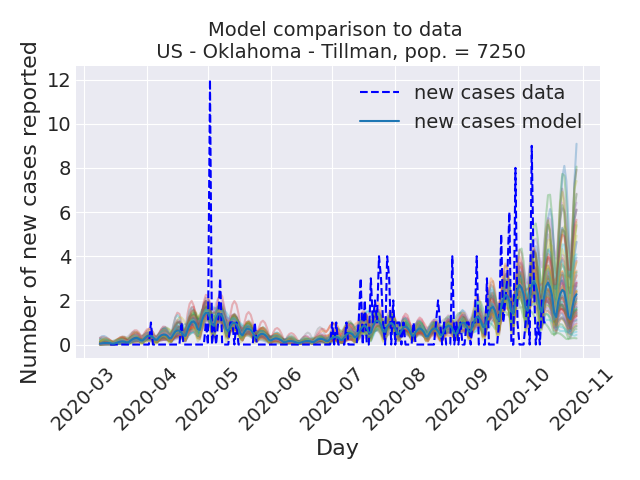 Model comparison to data
US - Oklahoma - Tillman, pop. = 7250
Number of new cases reported
12
10
8
6
4
2
0
new cases data
new cases model
2020-03
2020-04
2020-05
2020-06
2020-07
2020-08
2020-09
2020-10
2020-11
Day